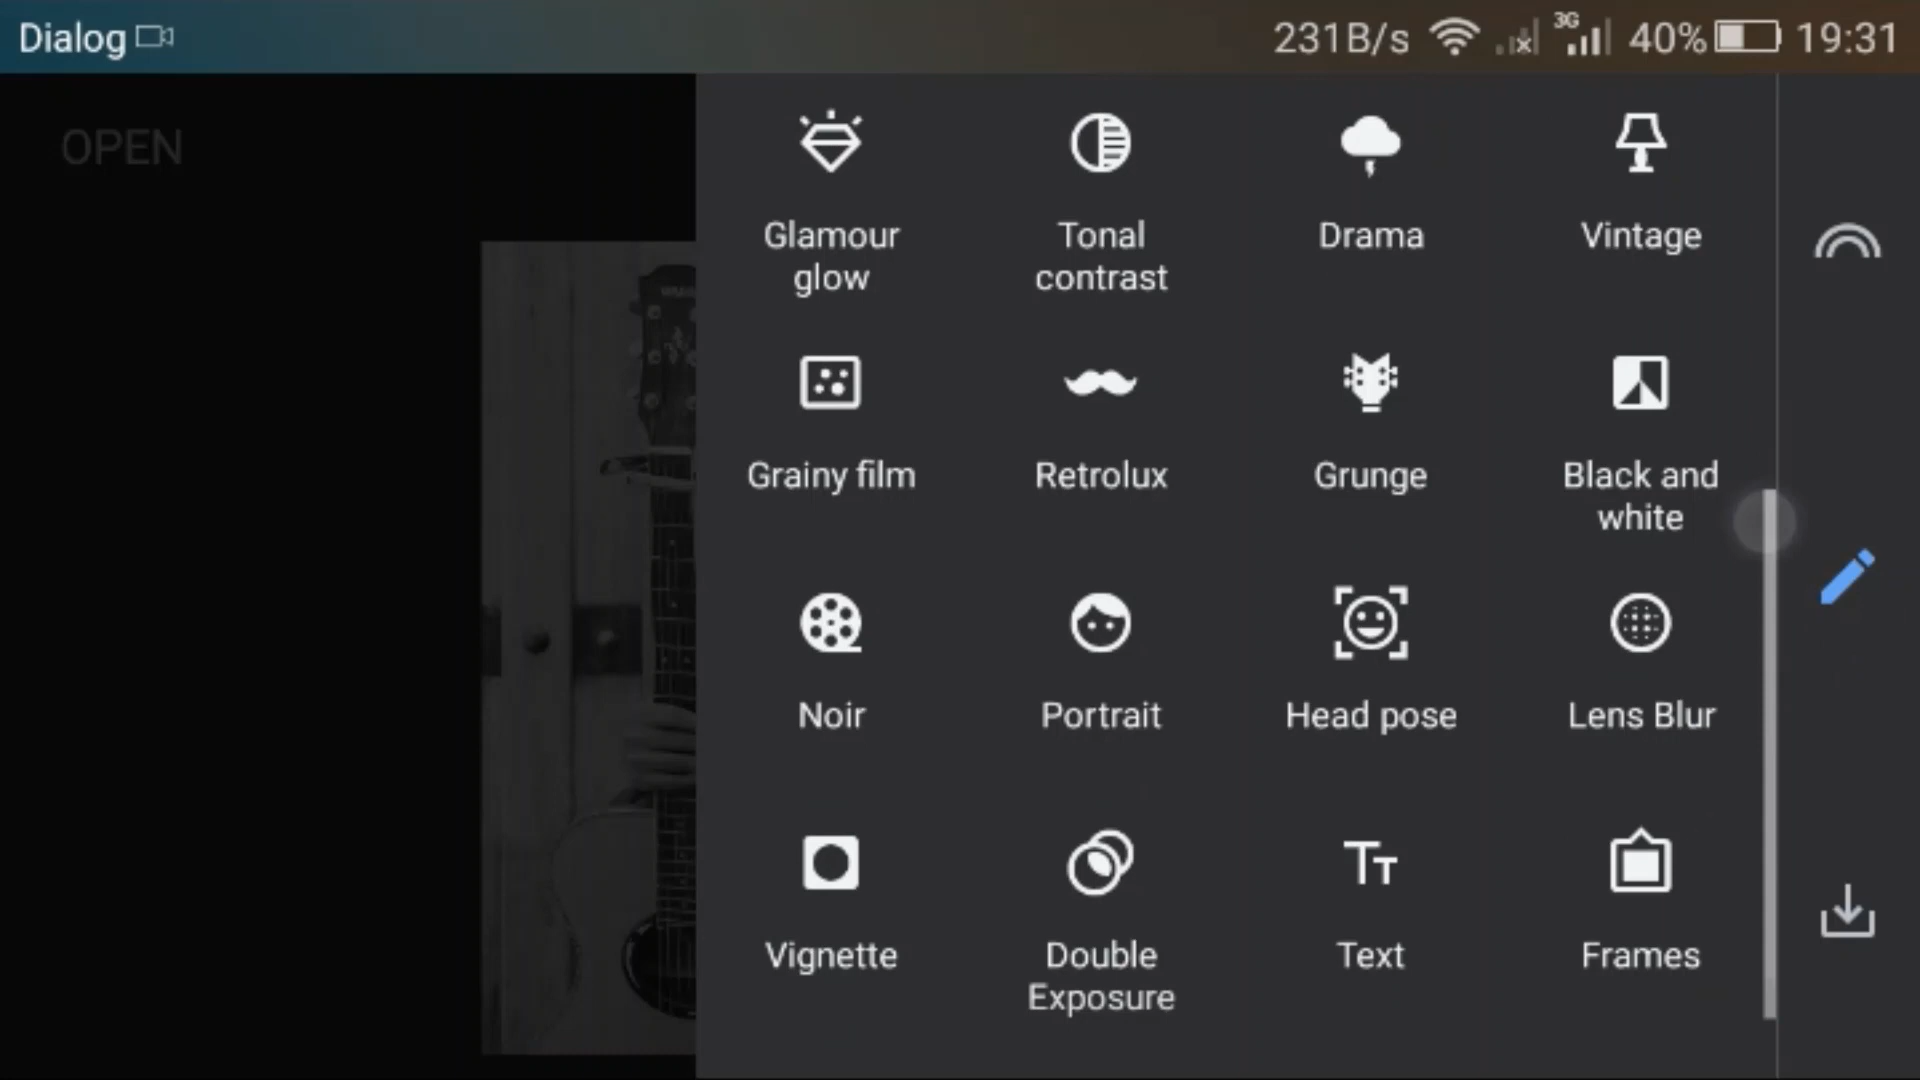 Dialog 231B/s 3G 40% 19:31
OPEN
Glamour
glow
Tonal
contrast
Drama
Vintage
Grainy film
Retrolux
Grunge
Black and
white
Noir
Portrait
Head pose
Lens Blur
Vignette
Double
Exposure
Text
Frames